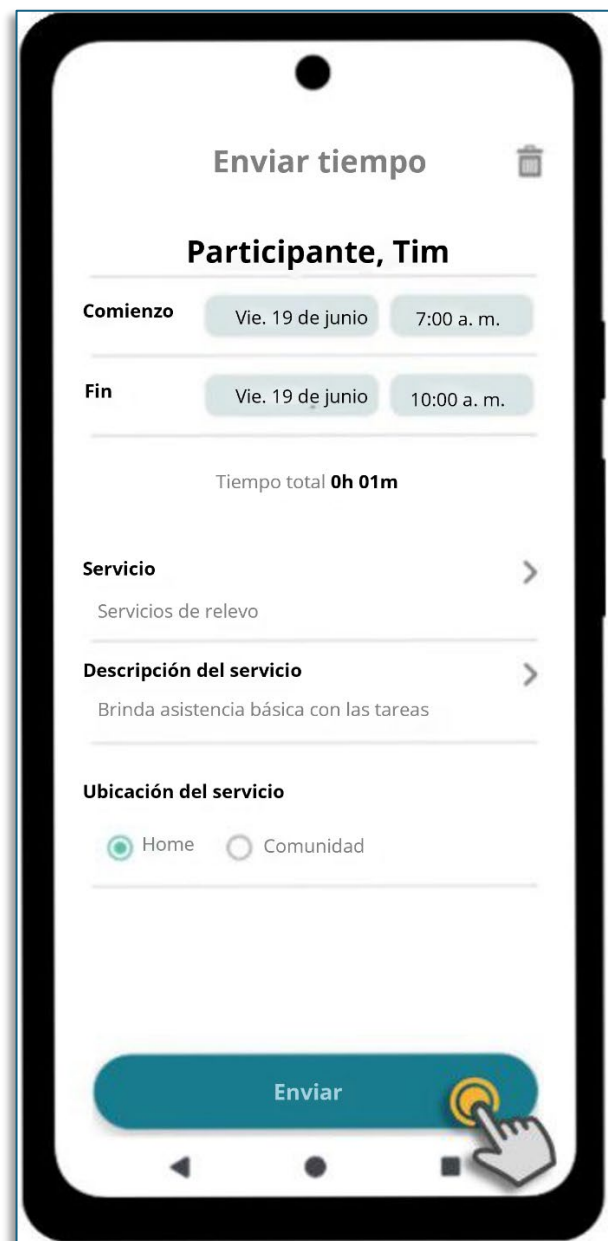 Enviar tiempo
Participante, Tim
Comienzo Vie. 19 de junio 7:00 a. m.
Fin Vie. 19 de junio 10:00 a. m.
Tiempo total 0h 01m
Servicio
Servicios de relevo
Descripción del servicio
Brinda asistencia básica con las tareas
Ubicación del servicio
Home Comunidad
Enviar